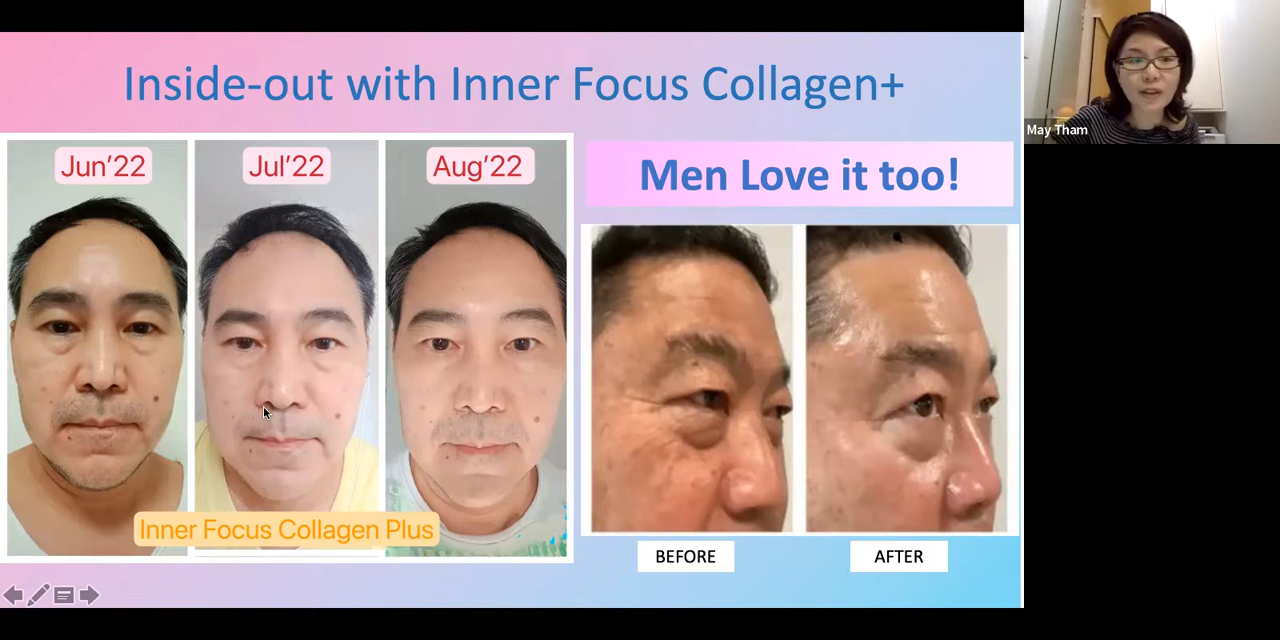 Inside-out with Inner Focus Collagen+
Jun'22
Jul'22
Aug'22
Inner Focus Collagen Plus
Men Love it too!
BEFORE
AFTER
May Tham